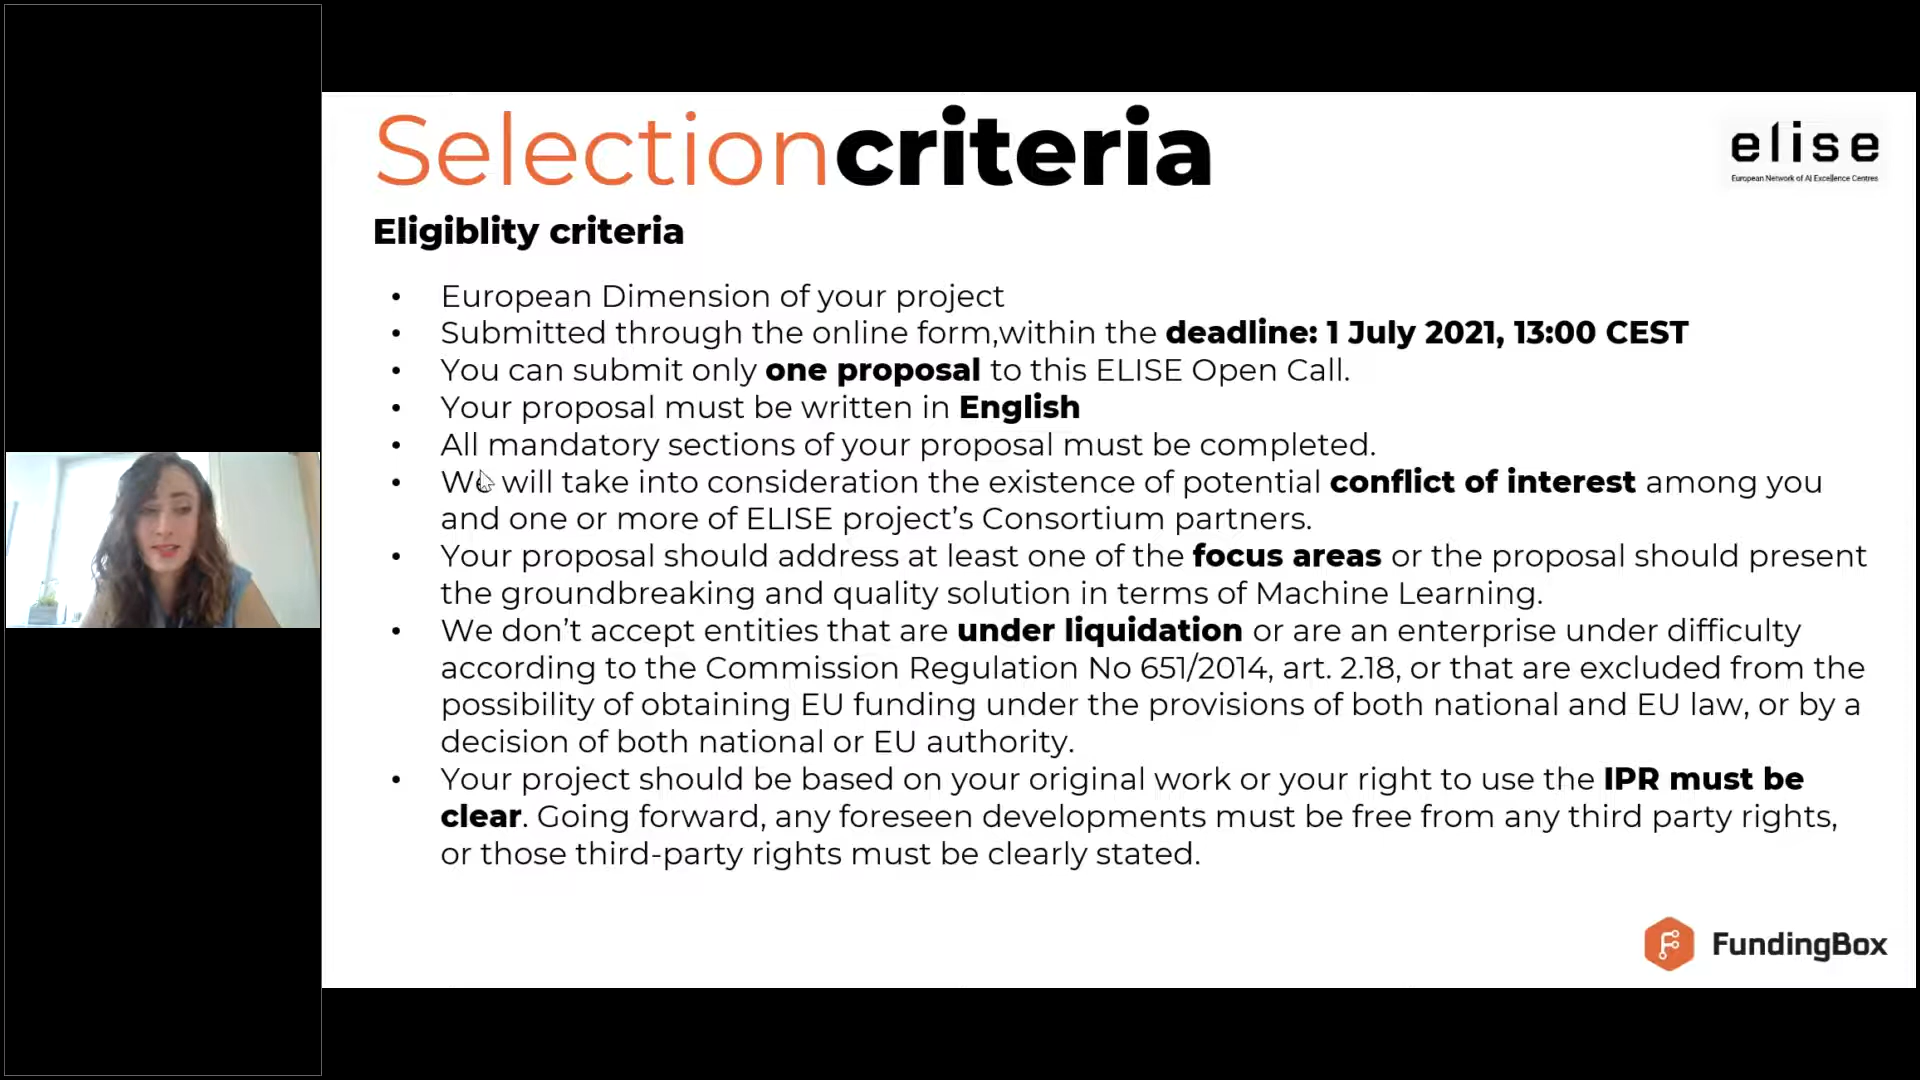 Selectioncriteria
elise
European Network of AI Excellence Centres
Eligiblity criteria
• European Dimension of your project
• Submitted through the online form,within the deadline: 1 July 2021, 13:00 CEST
• You can submit only one proposal to this ELISE Open Call.
• Your proposal must be written in English
• All mandatory sections of your proposal must be completed.
• We will take into consideration the existence of potential conflict of interest among you
and one or more of ELISE project’s Consortium partners.
• Your proposal should address at least one of the focus areas or the proposal should present
the groundbreaking and quality solution in terms of Machine Learning.
• We don’t accept entities that are under liquidation or are an enterprise under difficulty
according to the Commission Regulation No 651/2014, art. 2.18, or that are excluded from the
possibility of obtaining EU funding under the provisions of both national and EU law, or by a
decision of both national or EU authority.
• Your project should be based on your original work or your right to use the IPR must be
clear. Going forward, any foreseen developments must be free from any third party rights,
or those third-party rights must be clearly stated.
FundingBox